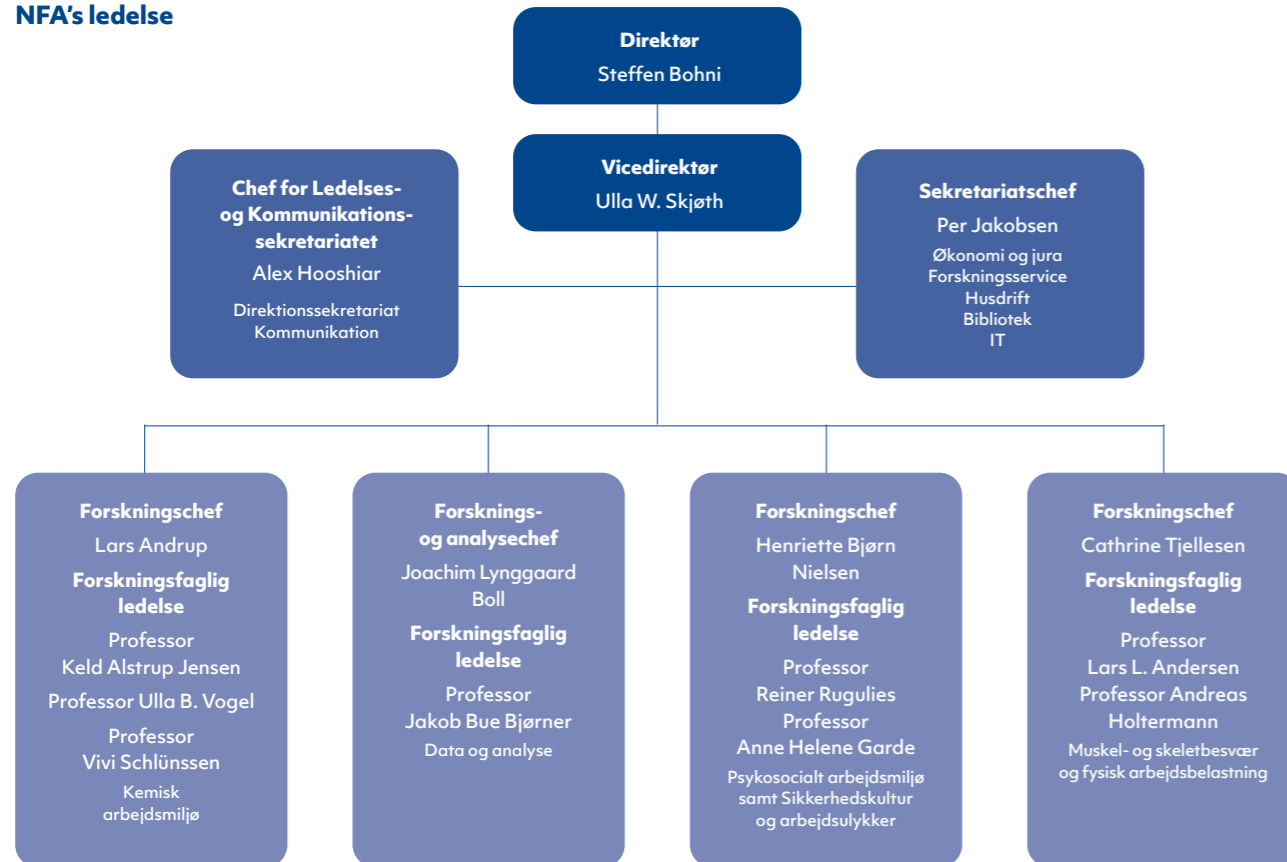 NFA's ledelse
Direktør
Steffen Bohni
Vicedirektør
Ulla W. Skjøth
Chef for Ledelses-
og Kommunikations-
sekretariatet
Alex Hooshiar
Direktionssekretariat
Kommunikation
Sekretariatschef
Per Jakobsen
Økonomi og jura
Forskningsservice
Husdrift
Bibliotek
IT
Forskningschef
Lars Andrup
Forskningsfaglig
ledelse
Professor
Keld Alstrup Jensen
Professor Ulla B. Vogel
Professor
Vivi Schlünssen
Kemisk
arbejdsmiljø
Forsknings-
og analysechef
Joachim Lynggaard
Boll
Forskningsfaglig
ledelse
Professor
Jakob Bue Bjørner
Data og analyse
Forskningschef
Henriette Bjørn
Nielsen
Forskningsfaglig
ledelse
Professor
Reiner Rugulies
Professor
Anne Helene Garde
Psykosocialt arbejdsmiljø
samt Sikkerhedskultur
og arbejdsulykker
Forskningschef
Cathrine Tjellesen
Forskningsfaglig
ledelse
Professor
Lars L. Andersen
Professor Andreas
Holtermann
Muskel- og skeletbesvær
og fysisk arbejdsbelastning